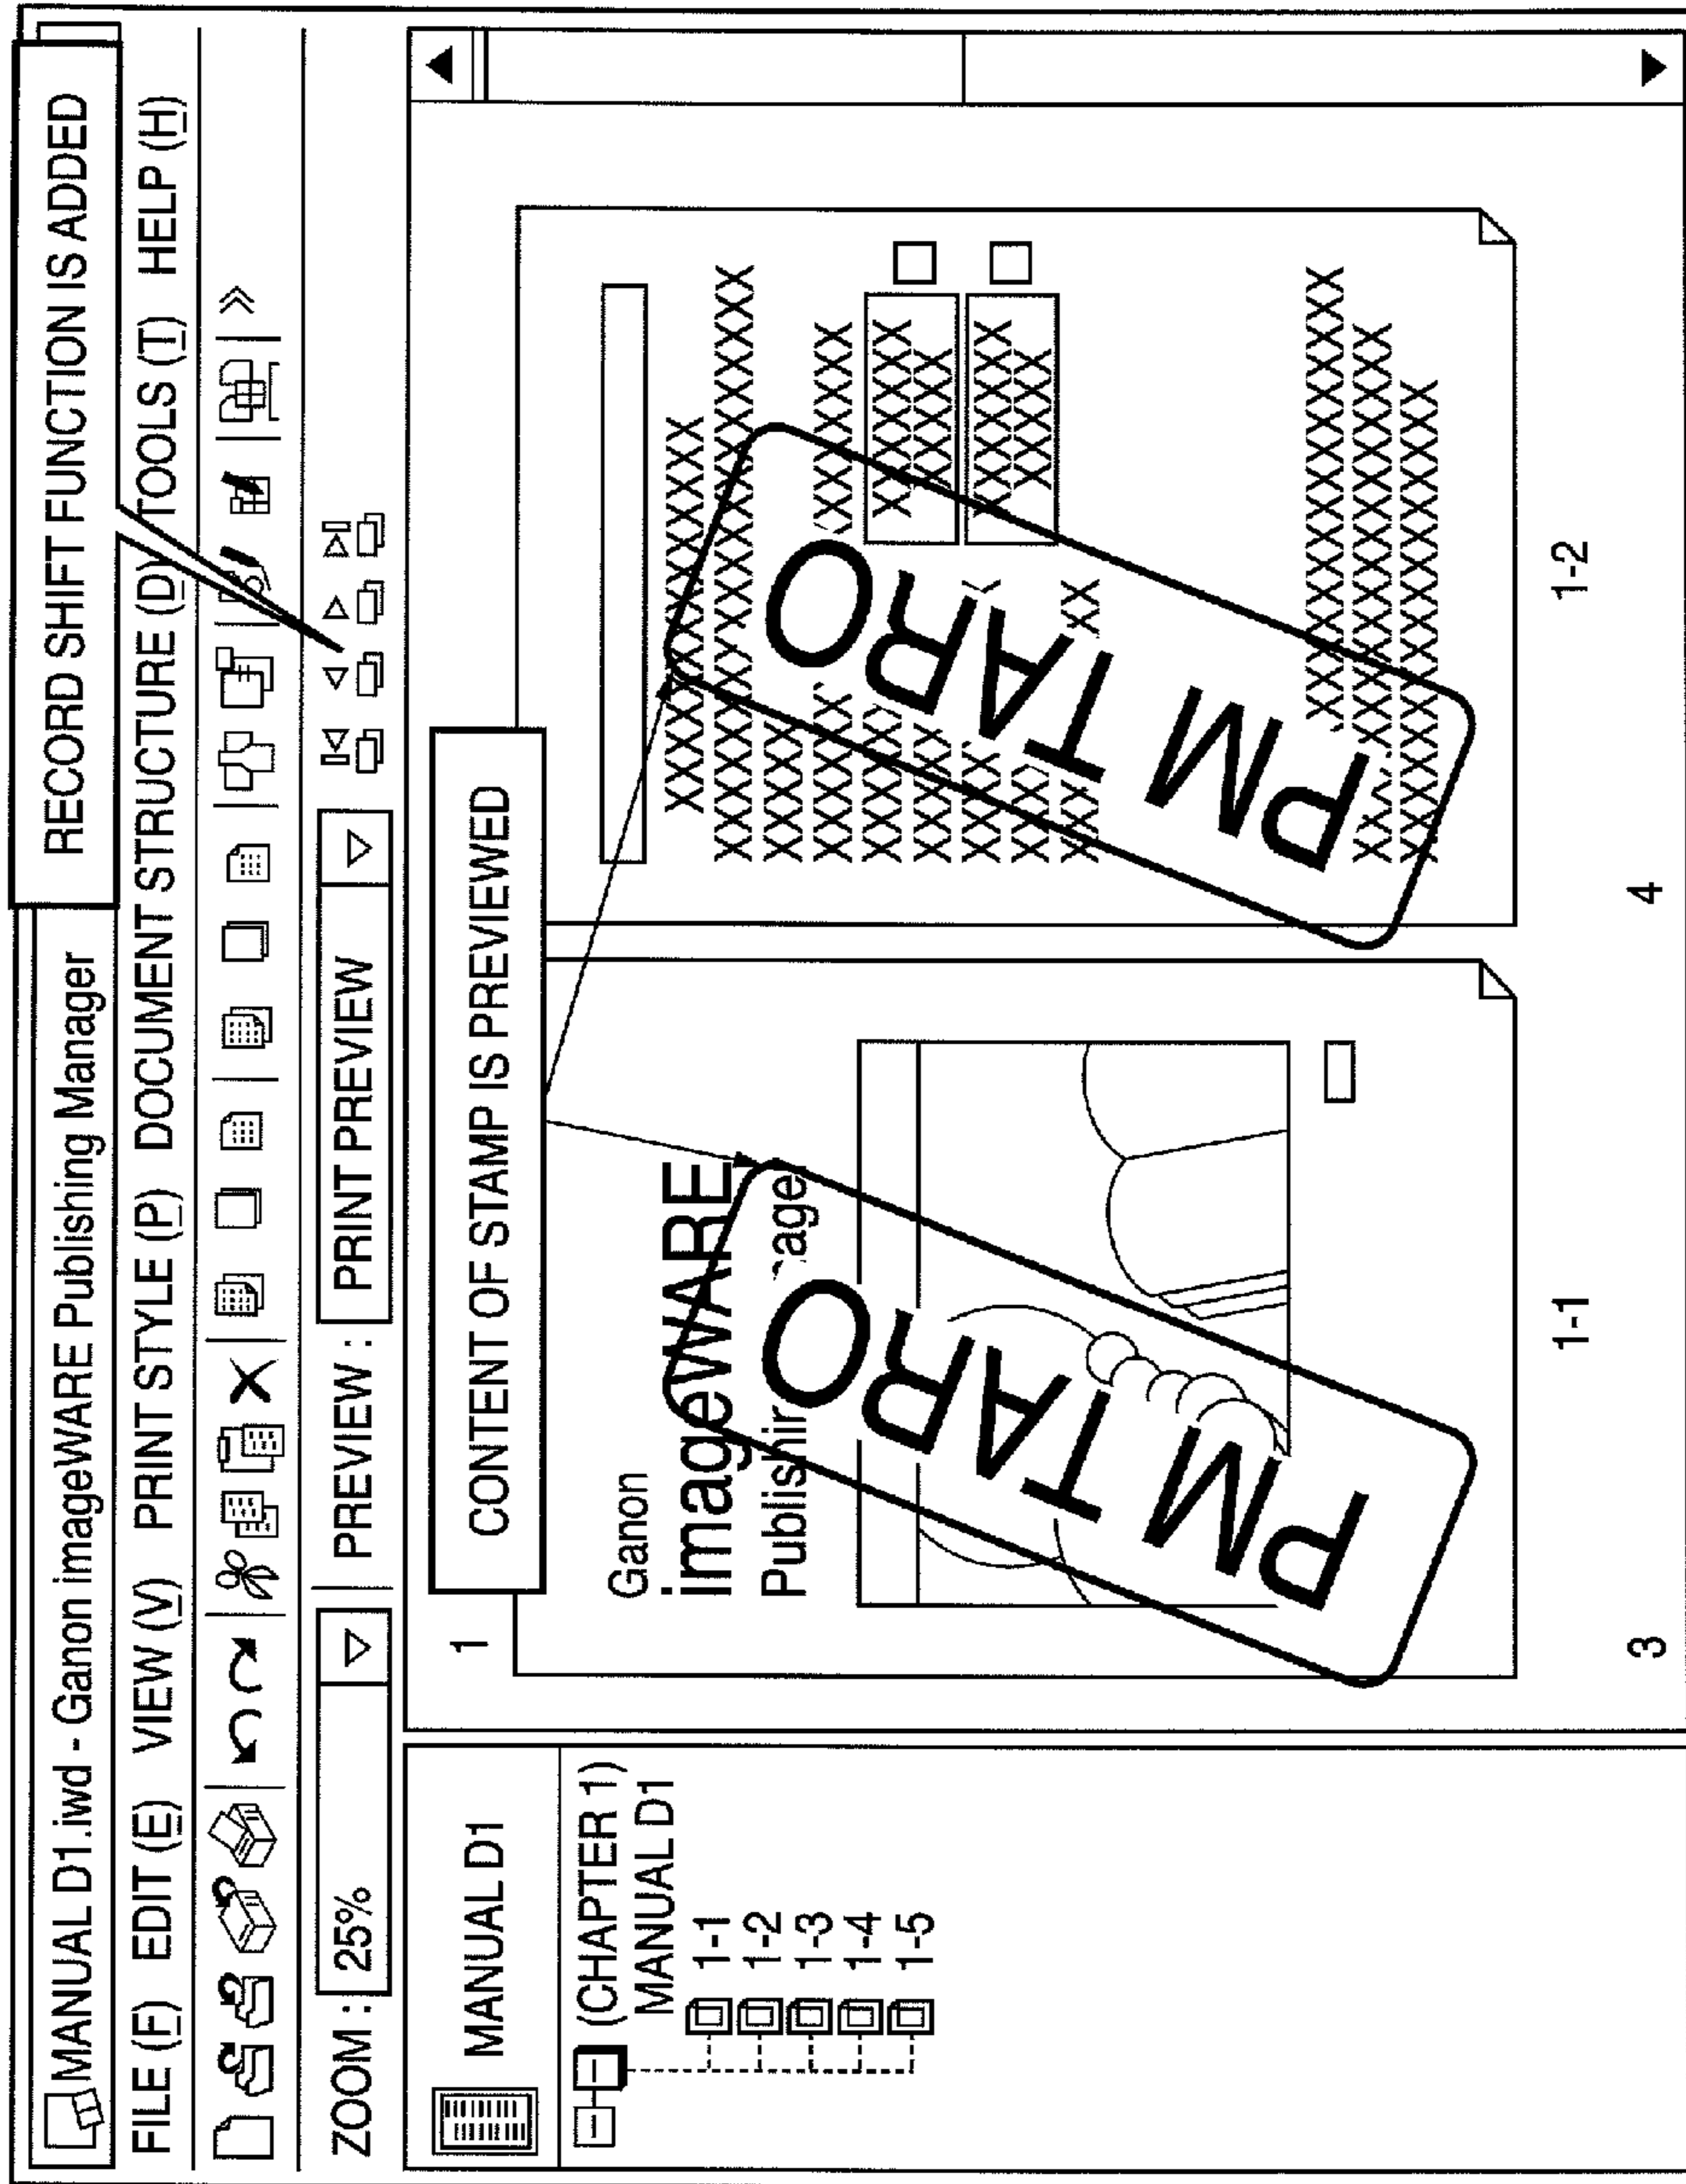 RECORD SHIFT FUNCTION IS ADDED
MANUAL D1.iwd - Ganon imageWARE Publishing Manager
FILE (F) EDIT (E) VIEW (V) PRINT STYLE (P) DOCUMENT STRUCTURE (D) TOOLS (T) HELP (H)
ZOOM : 25% PREVIEW : PRINT PREVIEW
MANUAL D1
(CHAPTER 1)
MANUAL D1
1-1
1-2
1-3
1-4
1-5
1
CONTENT OF STAMP IS PREVIEWED
Ganon
imageWARE
PM TARO
1-1
3
XXXXXXXXXXXXXX
PM TARO
1-2
4